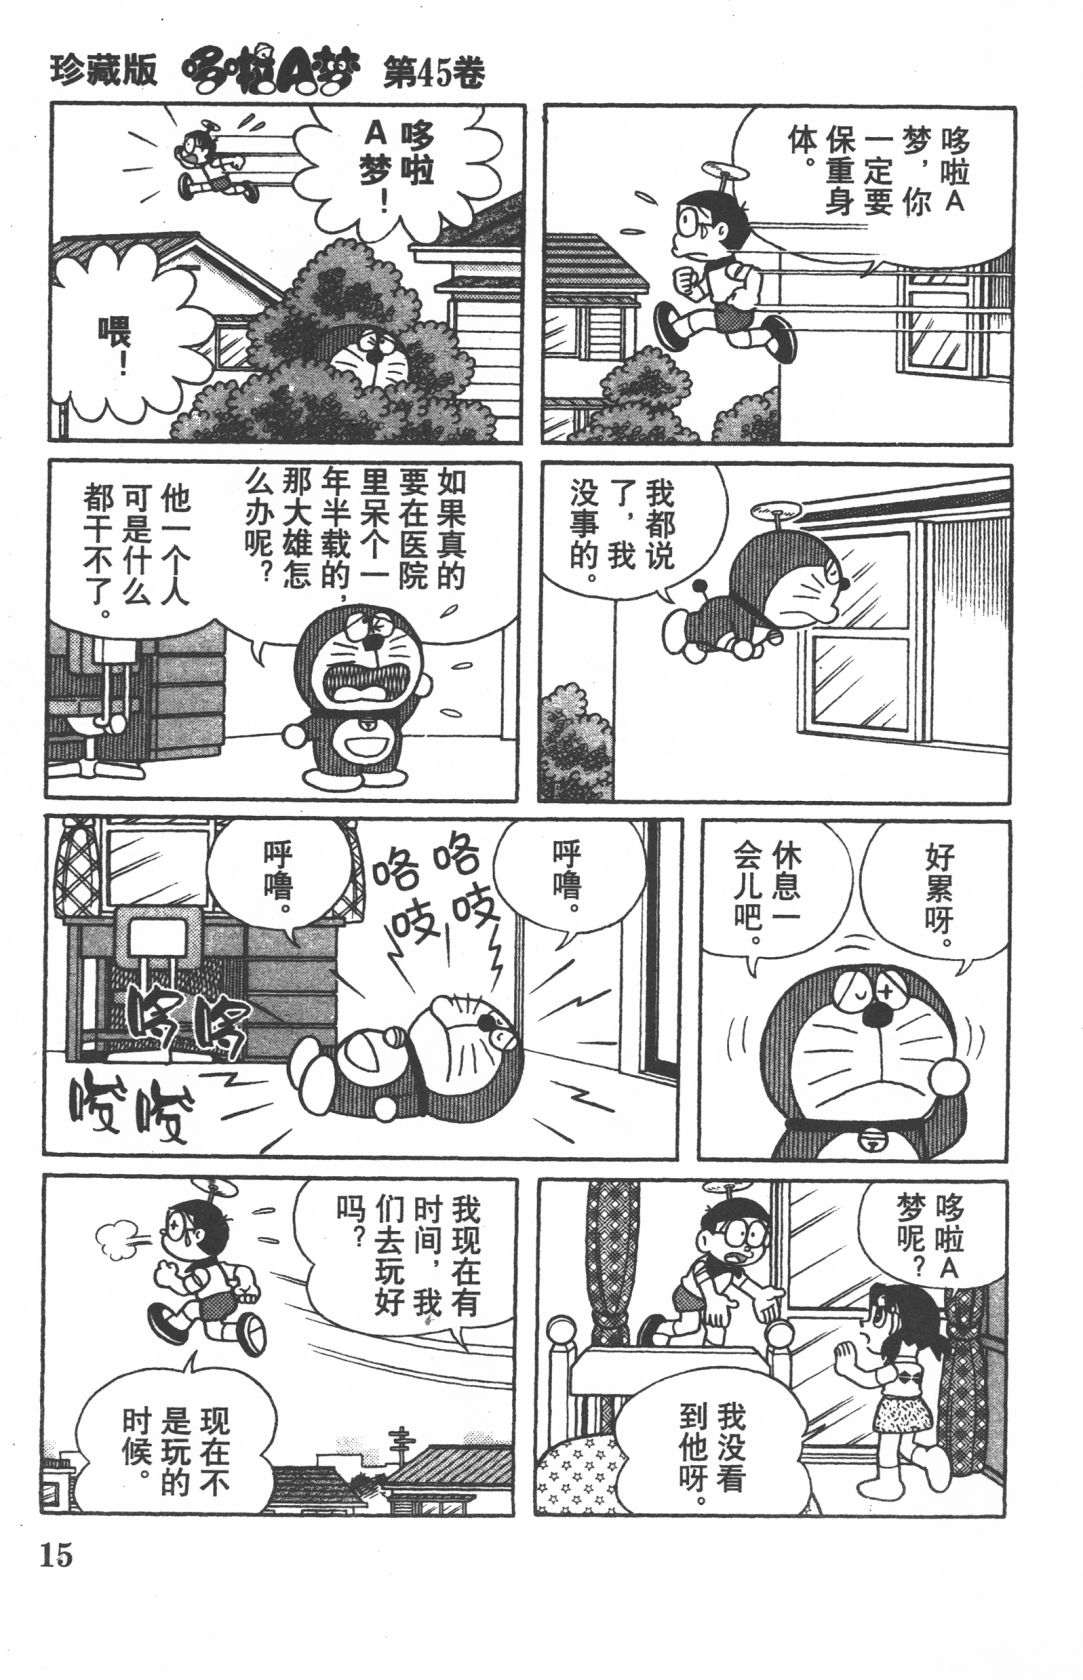 珍藏版 哆啦A梦 第45卷
哆啦A
梦，你
一定要
保重身
体。
哆啦
A梦！
喂！
我都说
了，我
没事的。
如果真的
要在医院
里呆个一
年半载的，
那大雄怎
么办呢？
他一个人
可是什么
都干不了。
好累呀。
休息一
会儿吧。
呼噜。
咯吱
咯吱
呼噜。
哆啦A
梦呢？
我没看
到他呀。
我现在有
时间，我
们去玩好
吗？
现在不
是玩的
时候。
15